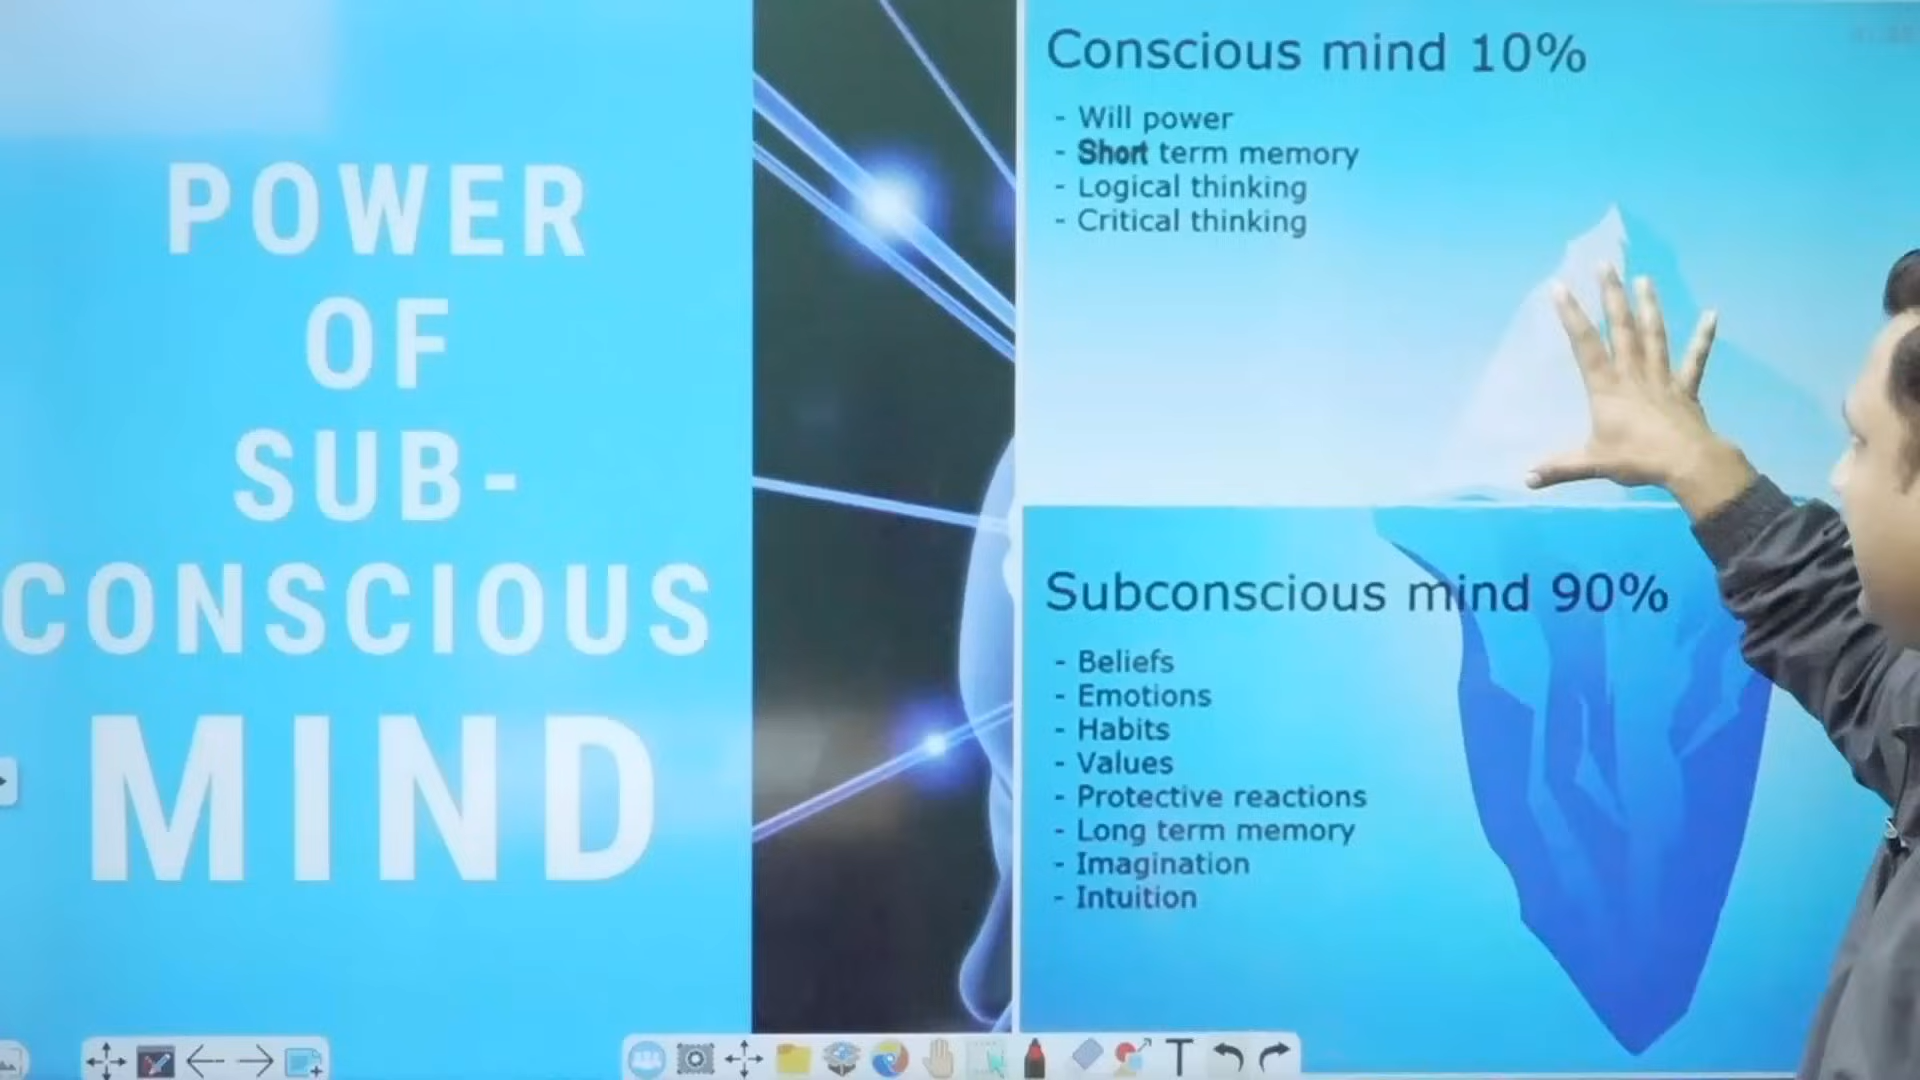 POWER
OF
SUB-
CONSCIOUS
MIND
Conscious mind 10%
- Will power
- Short term memory
- Logical thinking
- Critical thinking
Subconscious mind 90%
- Beliefs
- Emotions
- Habits
- Values
- Protective reactions
- Long term memory
- Imagination
- Intuition